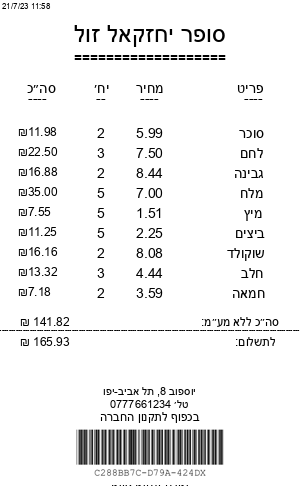 21/7/23 11:58
סופר יחזקאל זול
===================
פריט מחיר יח׳ סה״כ
---- ---- -- ----
סוכר 5.99 2 ₪11.98
לחם 7.50 3 ₪22.50
גבינה 8.44 2 ₪16.88
מלח 7.00 5 ₪35.00
מיץ 1.51 5 ₪7.55
ביצים 2.25 5 ₪11.25
שוקולד 8.08 2 ₪16.16
חלב 4.44 3 ₪13.32
חמאה 3.59 2 ₪7.18
סה״כ ללא מע״מ: 141.82 ₪
לתשלום: 165.93 ₪
יוספוב 8, תל אביב-יפו
טל׳ 0777661234
בכפוף לתקנון החברה
C288BB7C-D79A-424DX